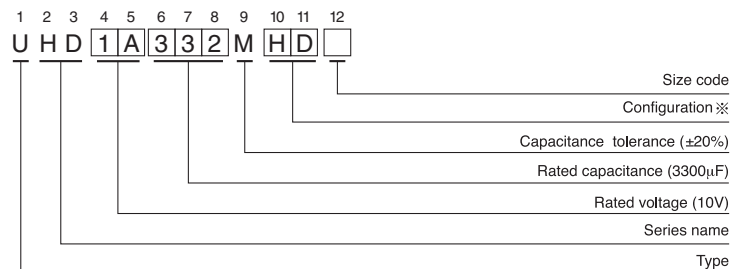 1 2 3 4 5 6 7 8 9 10 11 12
U H D 1 A 3 3 2 M H D
Size code
Configuration※
Capacitance tolerance (±20%)
Rated capacitance (3300μF)
Rated voltage (10V)
Series name
Type